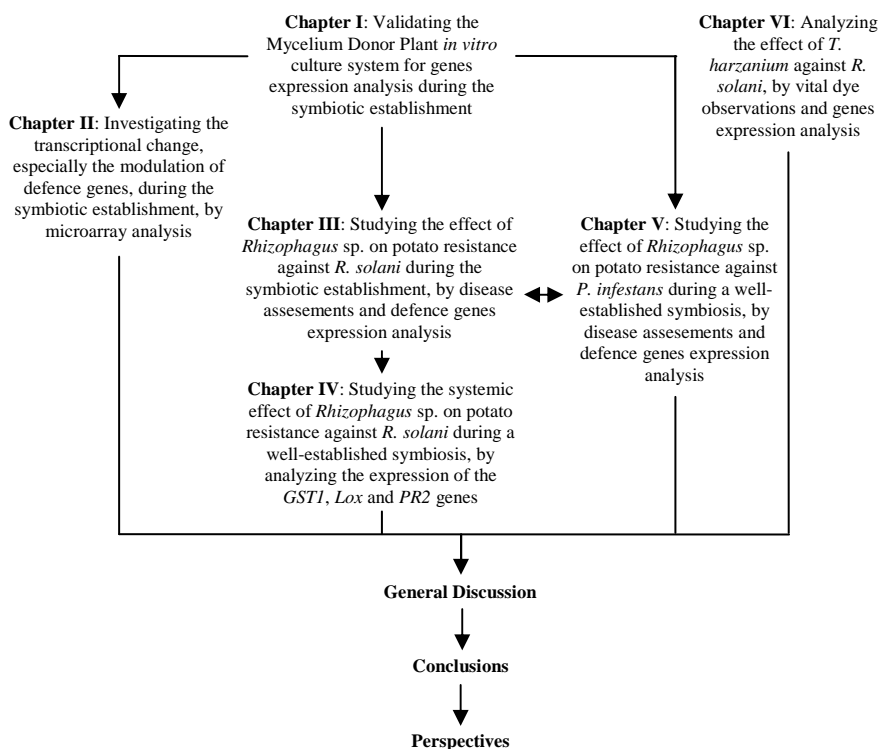 Chapter I: Validating the
Mycelium Donor Plant in vitro
culture system for genes
expression analysis during the
symbiotic establishment
Chapter VI: Analyzing
the effect of T.
harzanium against R.
solani, by vital dye
observations and genes
expression analysis
Chapter II: Investigating the
transcriptional change,
especially the modulation of
defence genes, during the
symbiotic establishment, by
microarray analysis
Chapter III: Studying the effect of
Rhizophagus sp. on potato resistance
against R. solani during the
symbiotic establishment, by disease
assesements and defence genes
expression analysis
Chapter V: Studying the
effect of Rhizophagus sp.
on potato resistance against
P. infestans during a well-
established symbiosis, by
disease assesements and
defence genes expression
analysis
Chapter IV: Studying the systemic
effect of Rhizophagus sp. on potato
resistance against R. solani during a
well-established symbiosis, by
analyzing the expression of the
GST1, Lox and PR2 genes
General Discussion
Conclusions
Perspectives